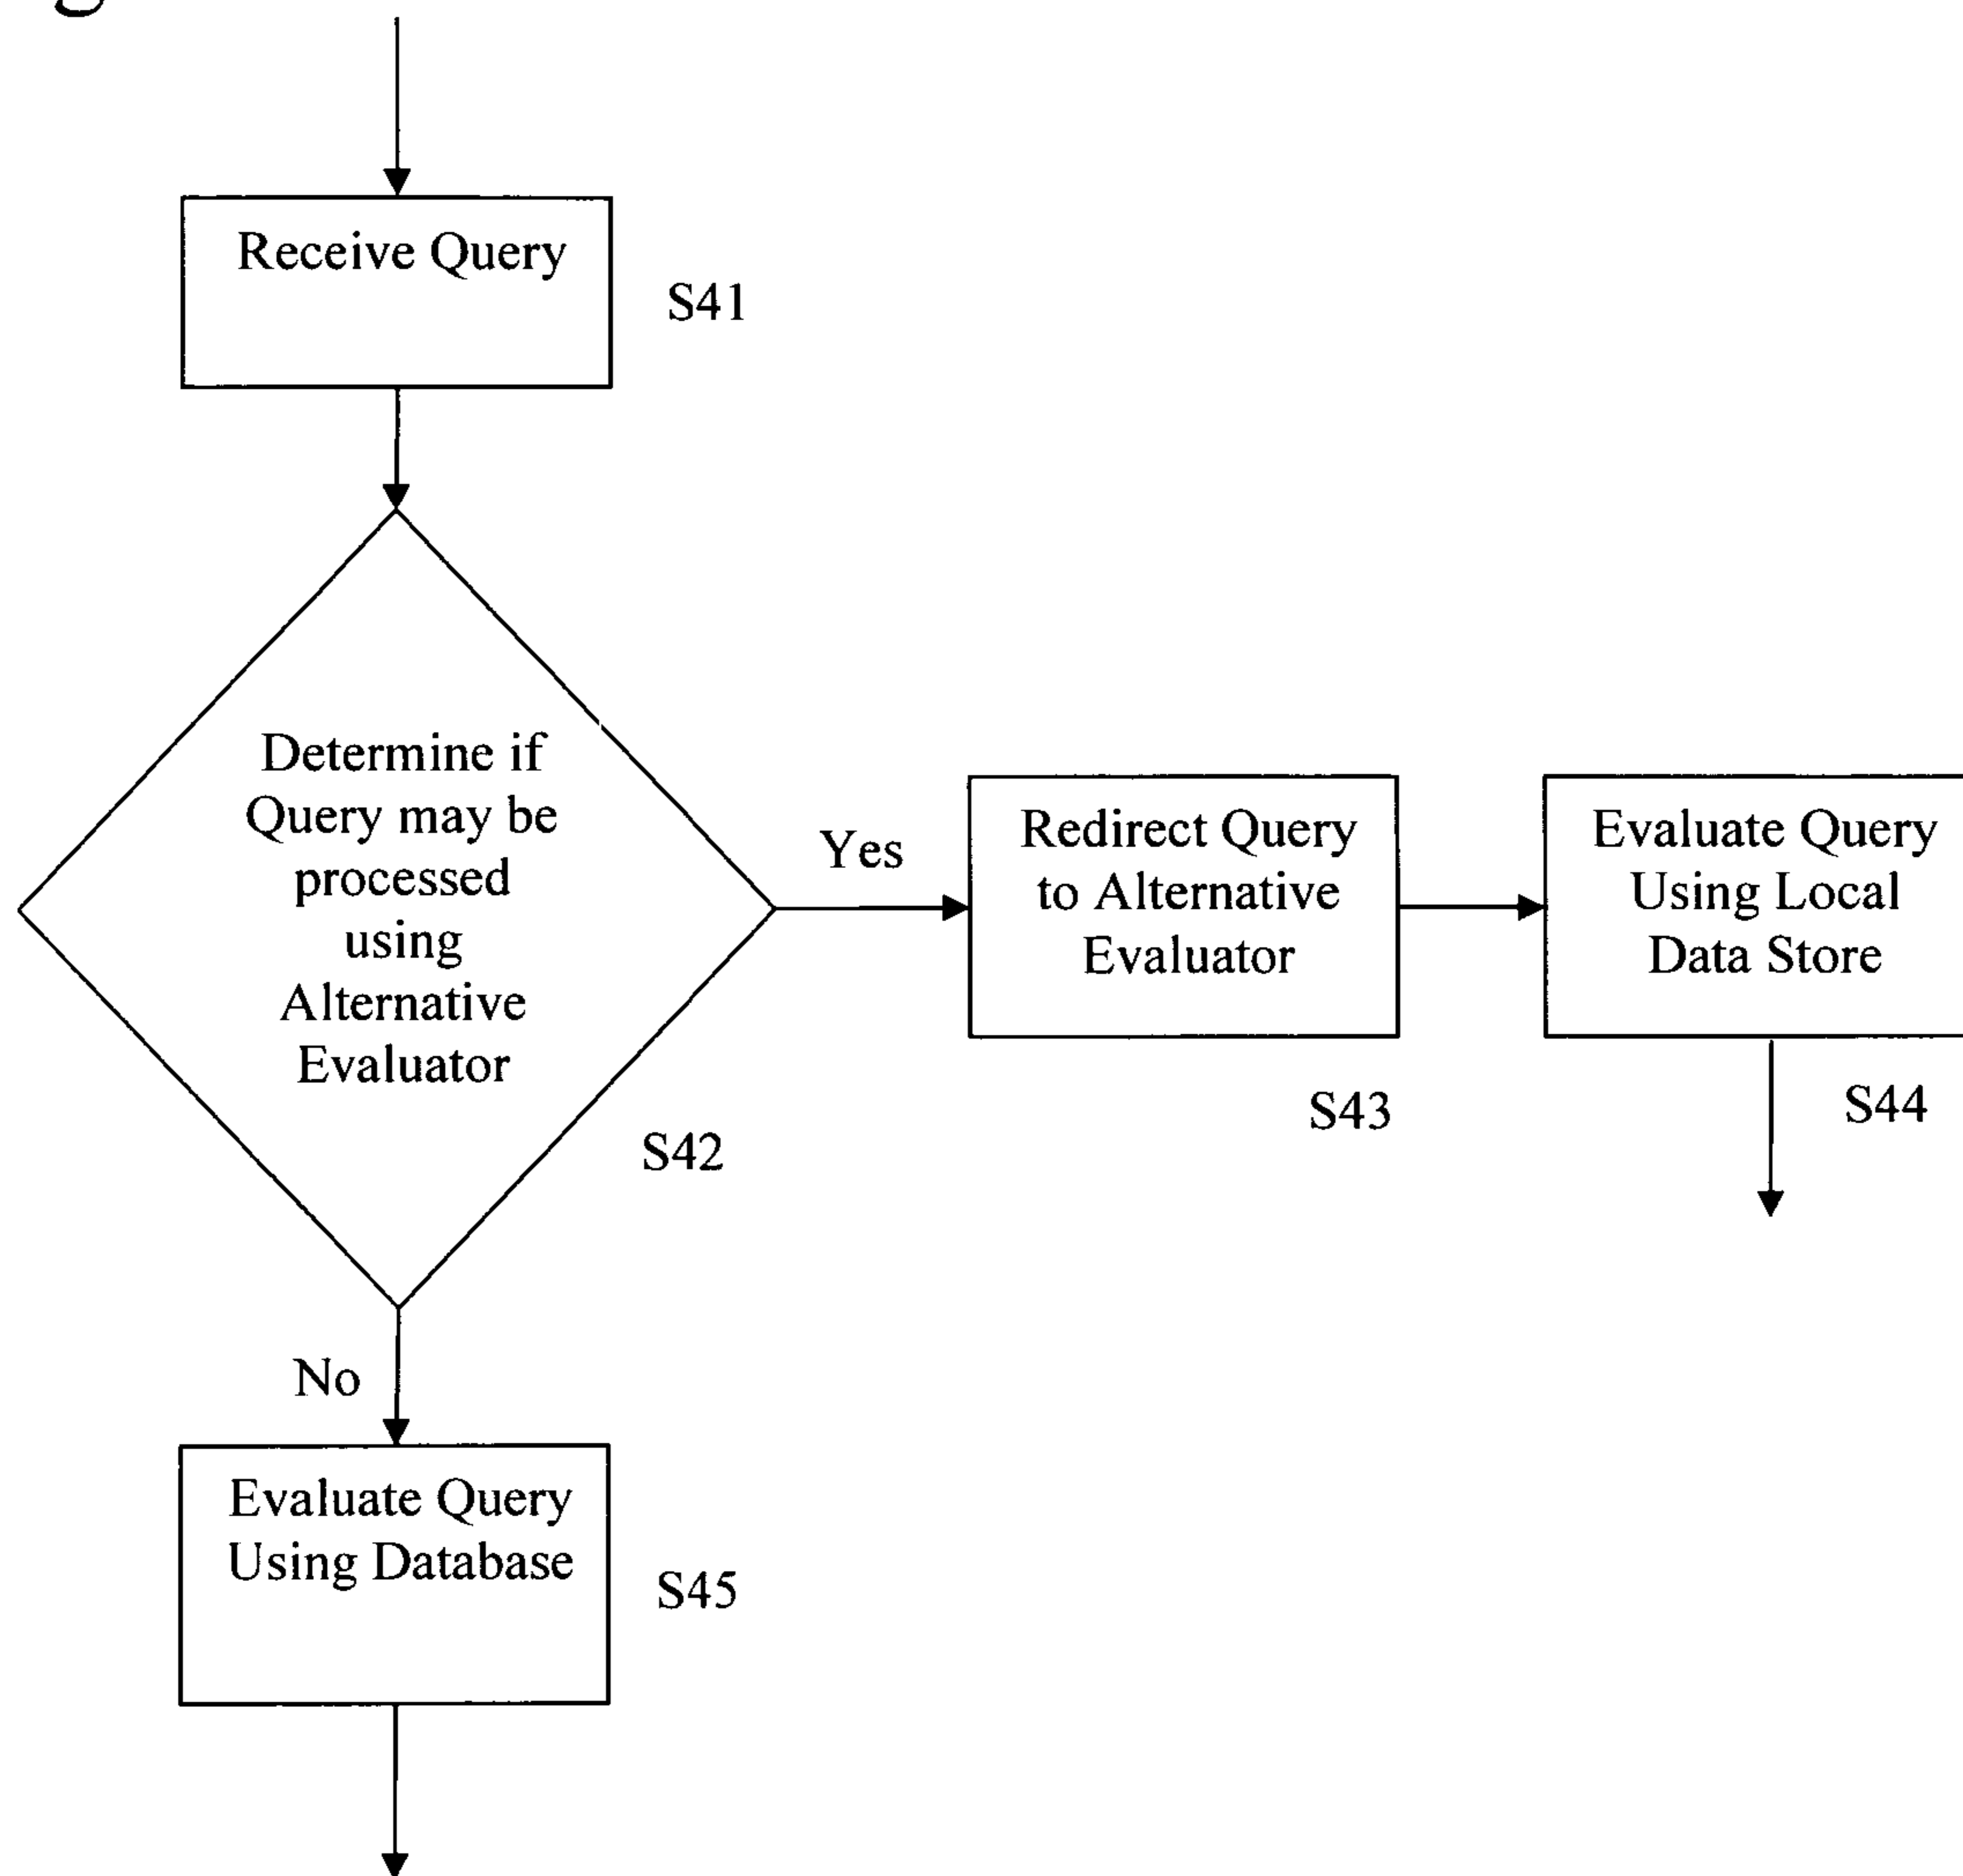 Receive Query
S41
Determine if
Query may be
processed
using
Alternative
Evaluator
S42
Yes
Redirect Query
to Alternative
Evaluator
S43
Evaluate Query
Using Local
Data Store
S44
No
Evaluate Query
Using Database
S45